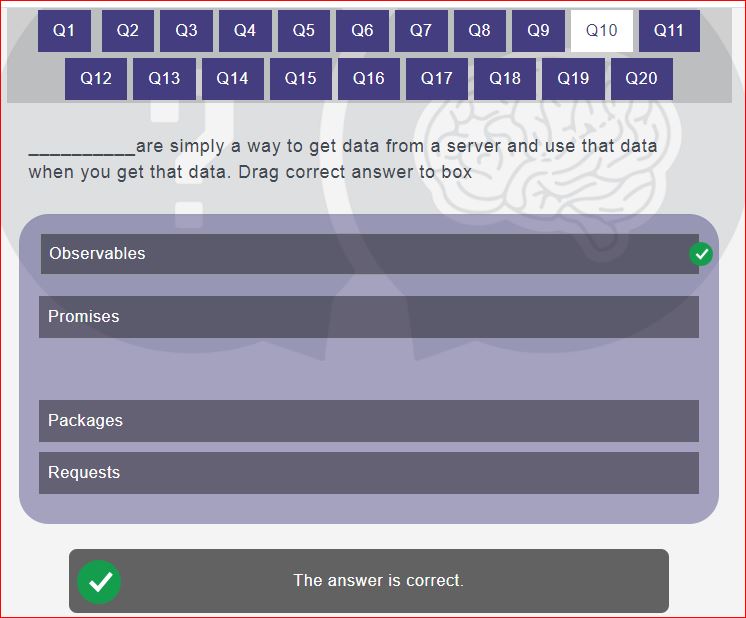 Q1 Q2 Q3 Q4 Q5 Q6 Q7 Q8 Q9 Q10 Q11
Q12 Q13 Q14 Q15 Q16 Q17 Q18 Q19 Q20
__________are simply a way to get data from a server and use that data
when you get that data. Drag correct answer to box
Observables
Promises
Packages
Requests
The answer is correct.